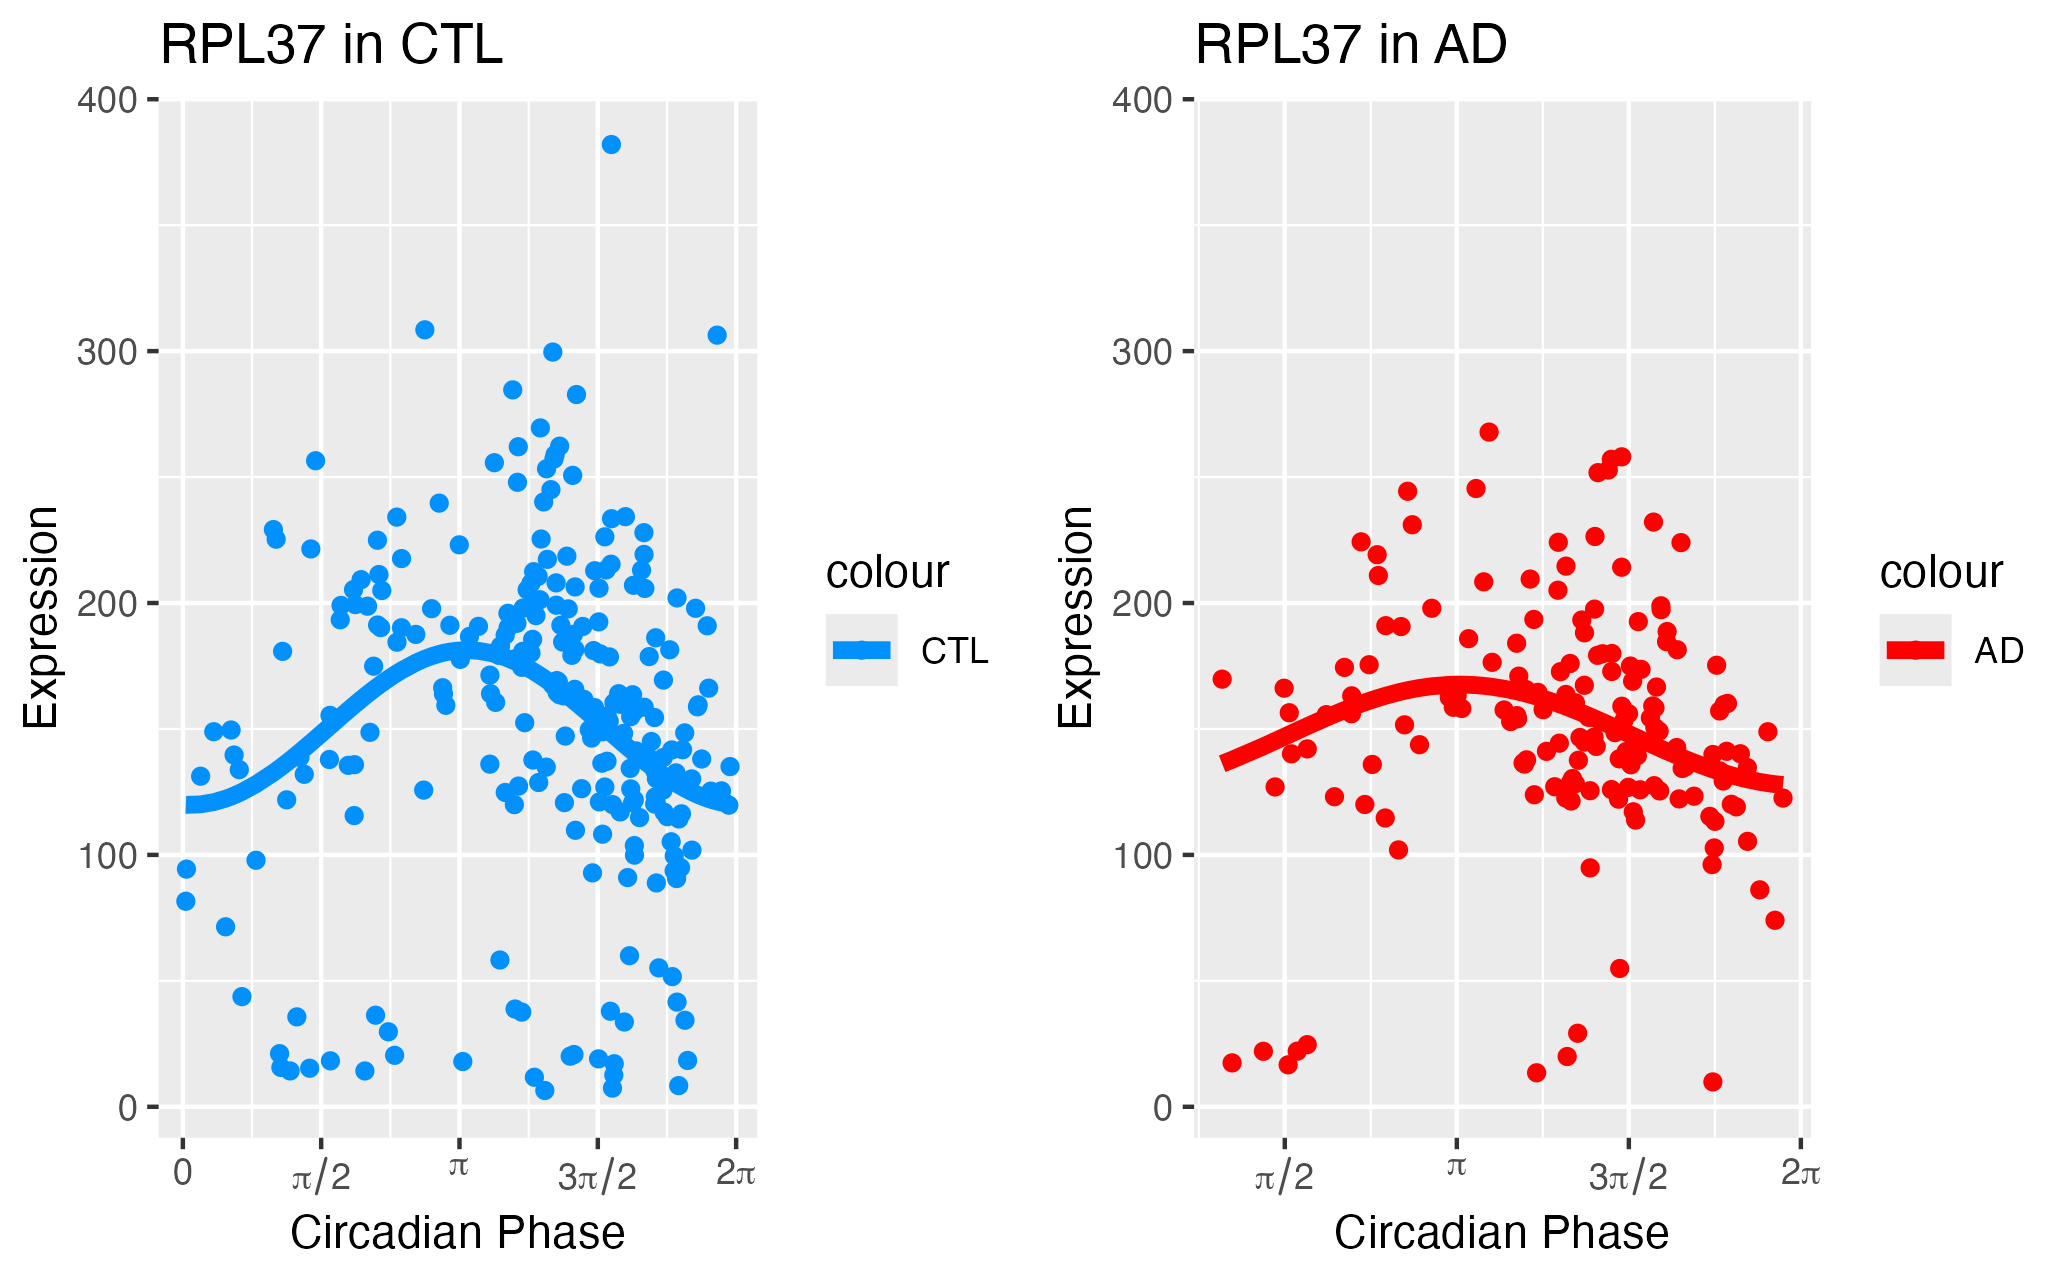 RPL37 in CTL
400
300
200
100
0
Expression
0 π/2 π 3π/2 2π
Circadian Phase
colour
CTL
RPL37 in AD
400
300
200
100
0
Expression
π/2 π 3π/2 2π
Circadian Phase
colour
AD